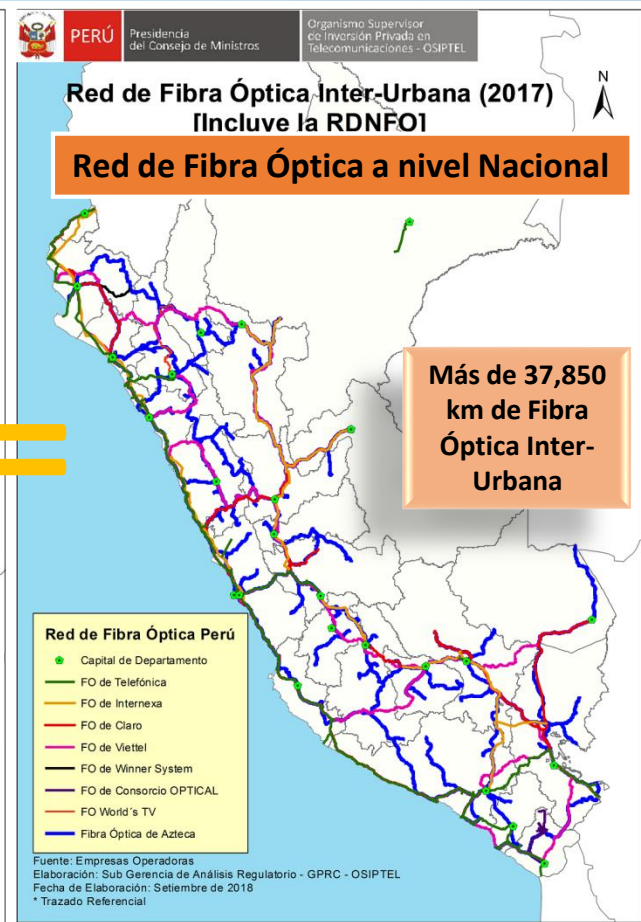 PERÚ
Presidencia
del Consejo de Ministros
Organismo Supervisor
de Inversión Privada en
Telecomunicaciones - OSIPTEL
Red de Fibra Óptica Inter-Urbana (2017)
[Incluye la RDNFO]
N
Red de Fibra Óptica a nivel Nacional
Más de 37,850
km de Fibra
Óptica Inter-
Urbana
Red de Fibra Óptica Perú
Capital de Departamento
FO de Telefónica
FO de Internexa
FO de Claro
FO de Viettel
FO de Winner System
FO de Consorcio OPTICAL
FO World´s TV
Fibra Óptica de Azteca
Fuente: Empresas Operadoras
Elaboración: Sub Gerencia de Análisis Regulatorio - GPRC - OSIPTEL
Fecha de Elaboración: Setiembre de 2018
* Trazado Referencial